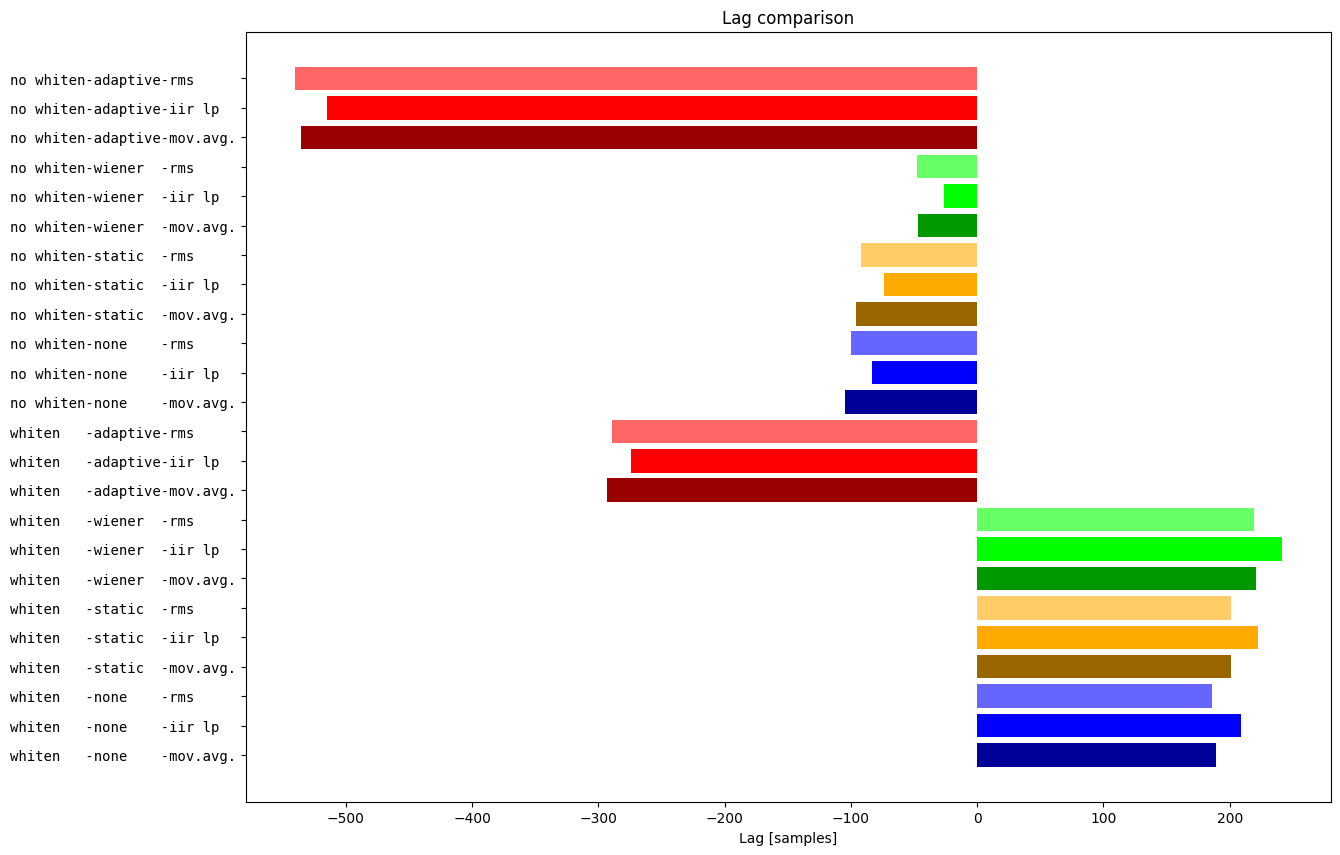 Lag comparison
no whiten-adaptive-rms
no whiten-adaptive-iir lp
no whiten-adaptive-mov.avg.
no whiten-wiener  -rms
no whiten-wiener  -iir lp
no whiten-wiener  -mov.avg.
no whiten-static  -rms
no whiten-static  -iir lp
no whiten-static  -mov.avg.
no whiten-none    -rms
no whiten-none    -iir lp
no whiten-none    -mov.avg.
whiten   -adaptive-rms
whiten   -adaptive-iir lp
whiten   -adaptive-mov.avg.
whiten   -wiener  -rms
whiten   -wiener  -iir lp
whiten   -wiener  -mov.avg.
whiten   -static  -rms
whiten   -static  -iir lp
whiten   -static  -mov.avg.
whiten   -none    -rms
whiten   -none    -iir lp
whiten   -none    -mov.avg.
−500 −400 −300 −200 −100 0 100 200
Lag [samples]